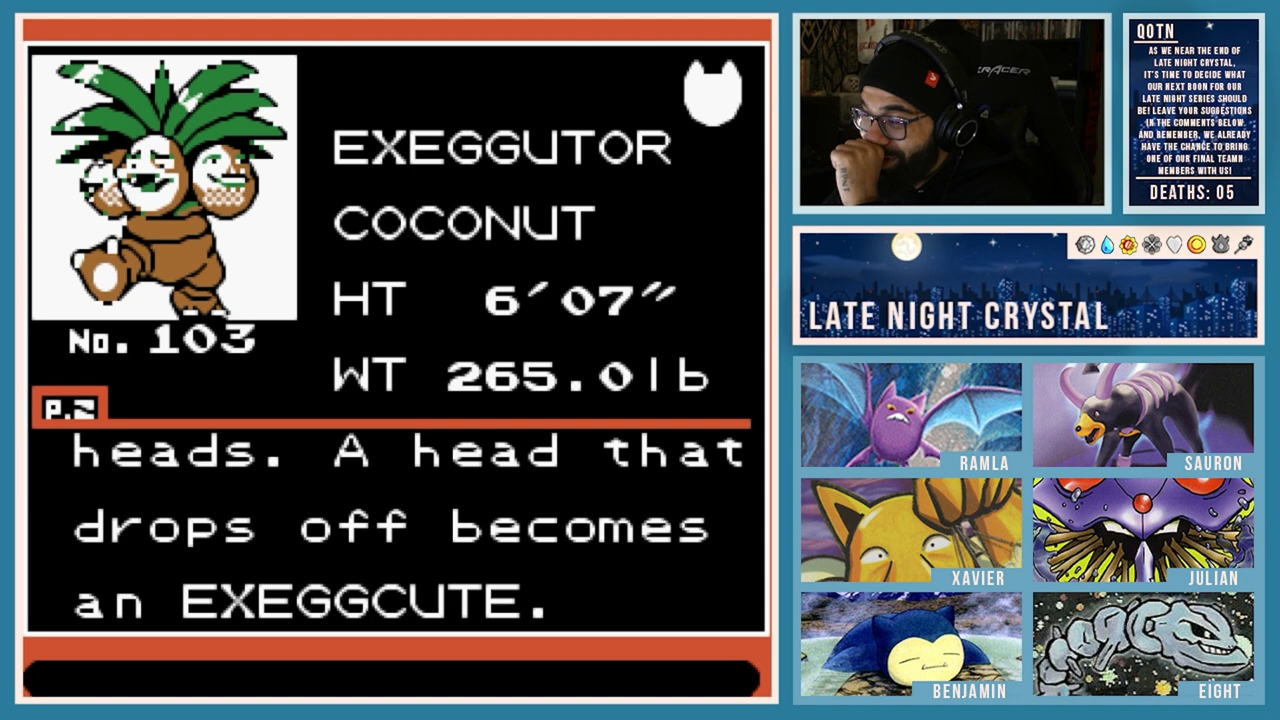 EXEGGUTOR
COCONUT
HT 6′07″
WT 265.0lb
No. 103
P.2
heads. A head that
drops off becomes
an EXEGGCUTE.
RACER
QOTN
AS WE NEAR THE END OF
LATE NIGHT CRYSTAL,
IT'S TIME TO DECIDE WHAT
OUR NEXT BOON FOR OUR
LATE NIGHT SERIES SHOULD
BE! LEAVE YOUR SUGGESTIONS
IN THE COMMENTS BELOW.
AND REMEMBER, WE ALREADY
HAVE THE CHANCE TO BRING
ONE OF OUR FINAL TEAMN
MEMBERS WITH US!
DEATHS: 05
LATE NIGHT CRYSTAL
RAMLA
SAURON
XAVIER
JULIAN
BENJAMIN
EIGHT